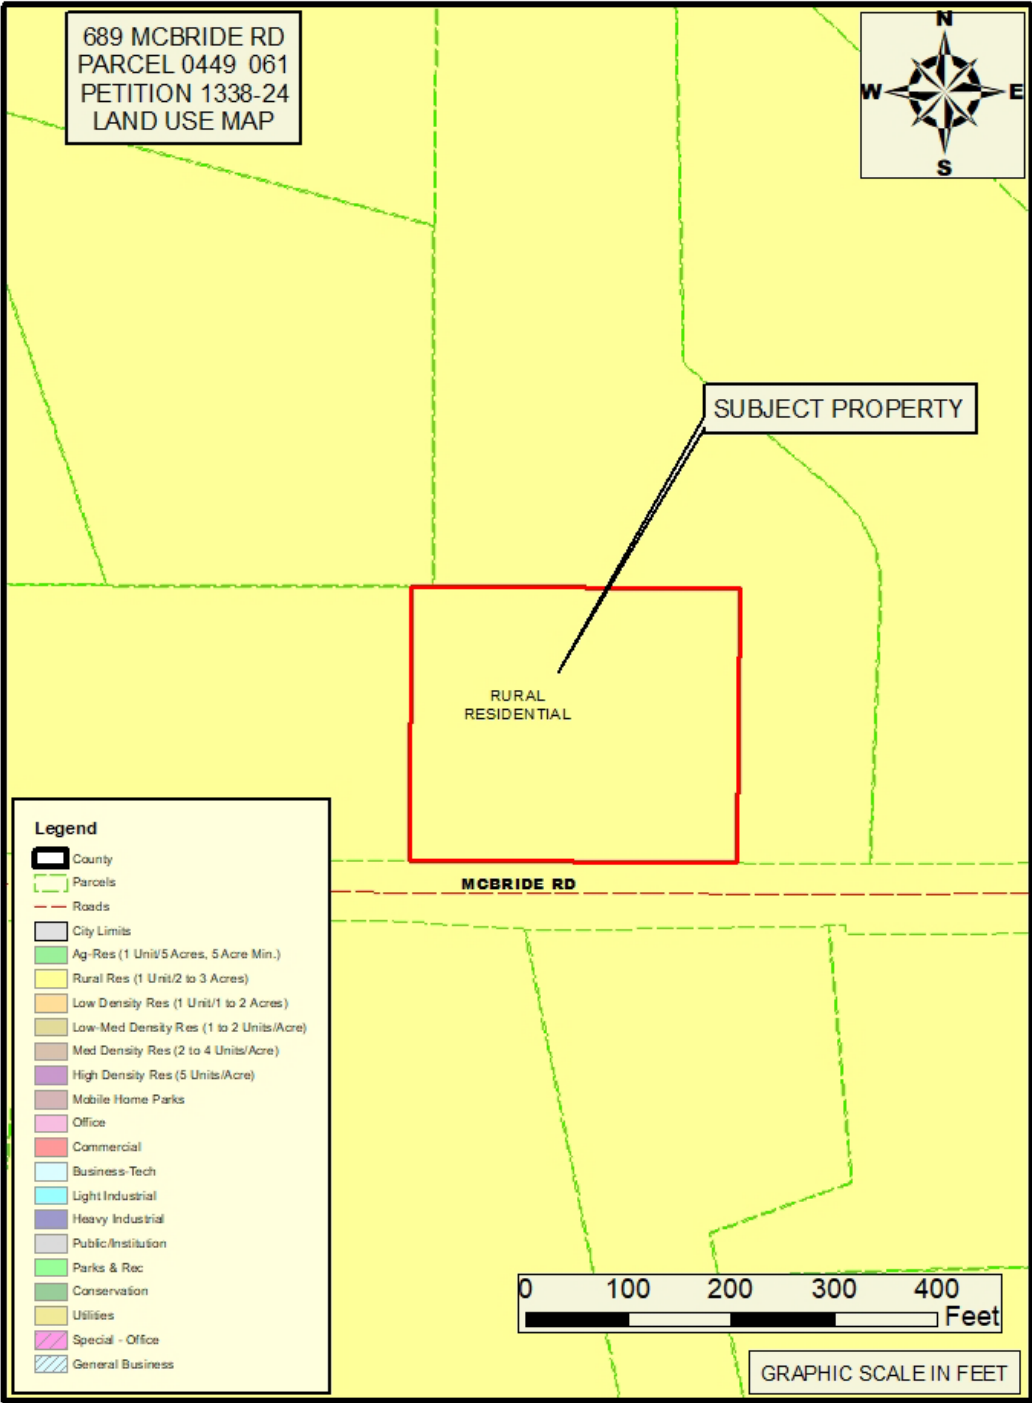 689 MCBRIDE RD
PARCEL 0449 061
PETITION 1338-24
LAND USE MAP
N
W E
S
SUBJECT PROPERTY
RURAL
RESIDENTIAL
MCBRIDE RD
Legend
County
Parcels
Roads
City Limits
Ag-Res (1 Unit/5 Acres, 5 Acre Min.)
Rural Res (1 Unit/2 to 3 Acres)
Low Density Res (1 Unit/1 to 2 Acres)
Low-Med Density Res (1 to 2 Units/Acre)
Med Density Res (2 to 4 Units/Acre)
High Density Res (5 Units/Acre)
Mobile Home Parks
Office
Commercial
Business-Tech
Light Industrial
Heavy Industrial
Public/Institution
Parks & Rec
Conservation
Utilities
Special - Office
General Business
0 100 200 300 400
Feet
GRAPHIC SCALE IN FEET